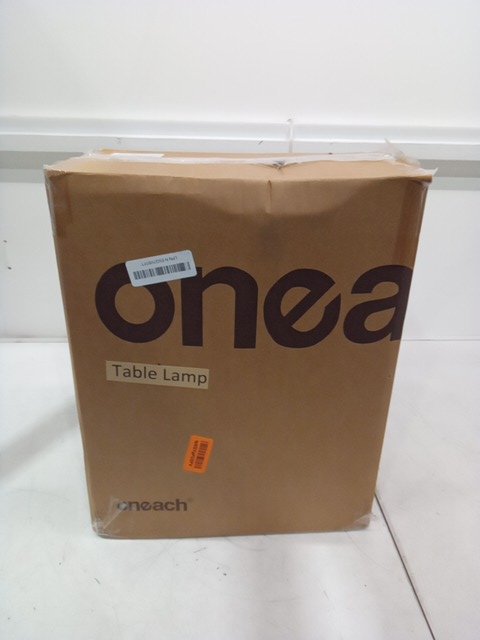 onea
Table Lamp
oneach®